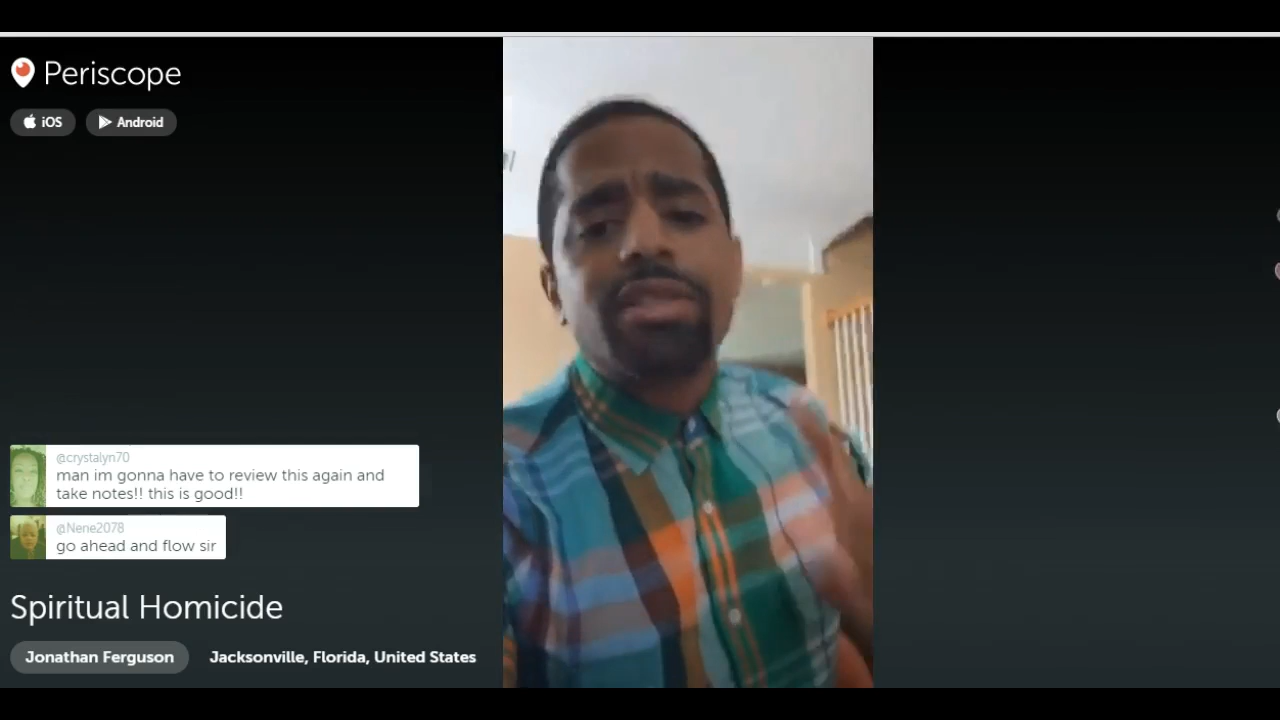 Periscope
iOS
Android
@crystalyn70
man im gonna have to review this again and
take notes!! this is good!!
@Nene2078
go ahead and flow sir
Spiritual Homicide
Jonathan Ferguson
Jacksonville, Florida, United States